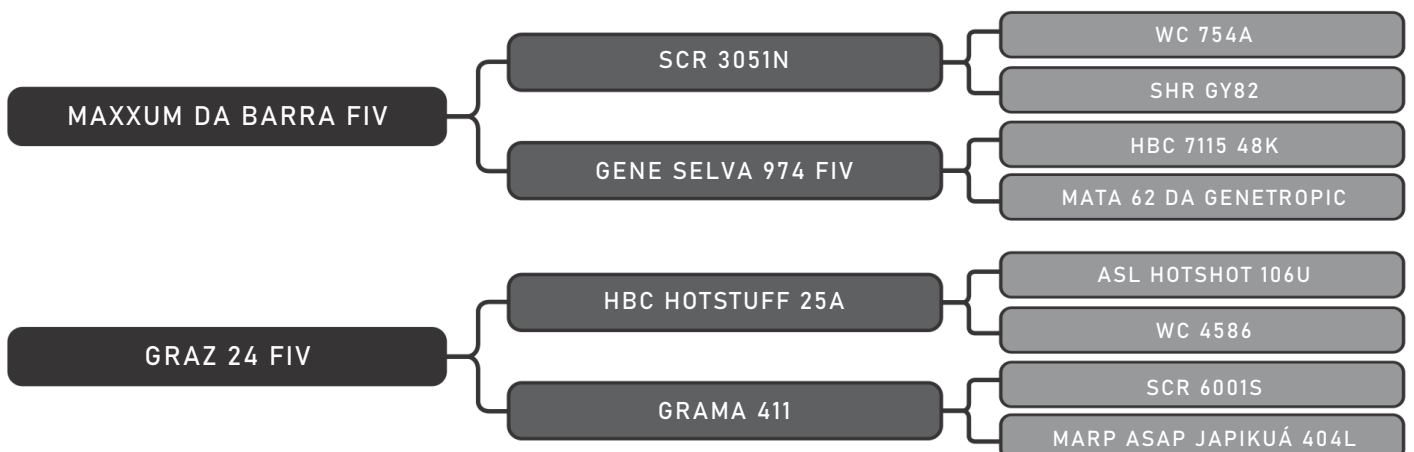 MAXXUM DA BARRA FIV
SCR 3051N
WC 754A
SHR GY82
GENE SELVA 974 FIV
HBC 7115 48K
MATA 62 DA GENETROPIC
GRAZ 24 FIV
HBC HOTSTUFF 25A
ASL HOTSHOT 106U
WC 4586
GRAMA 411
SCR 6001S
MARP ASAP JAPIKUÁ 404L